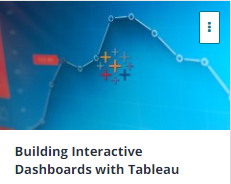 Building Interactive
Dashboards with Tableau